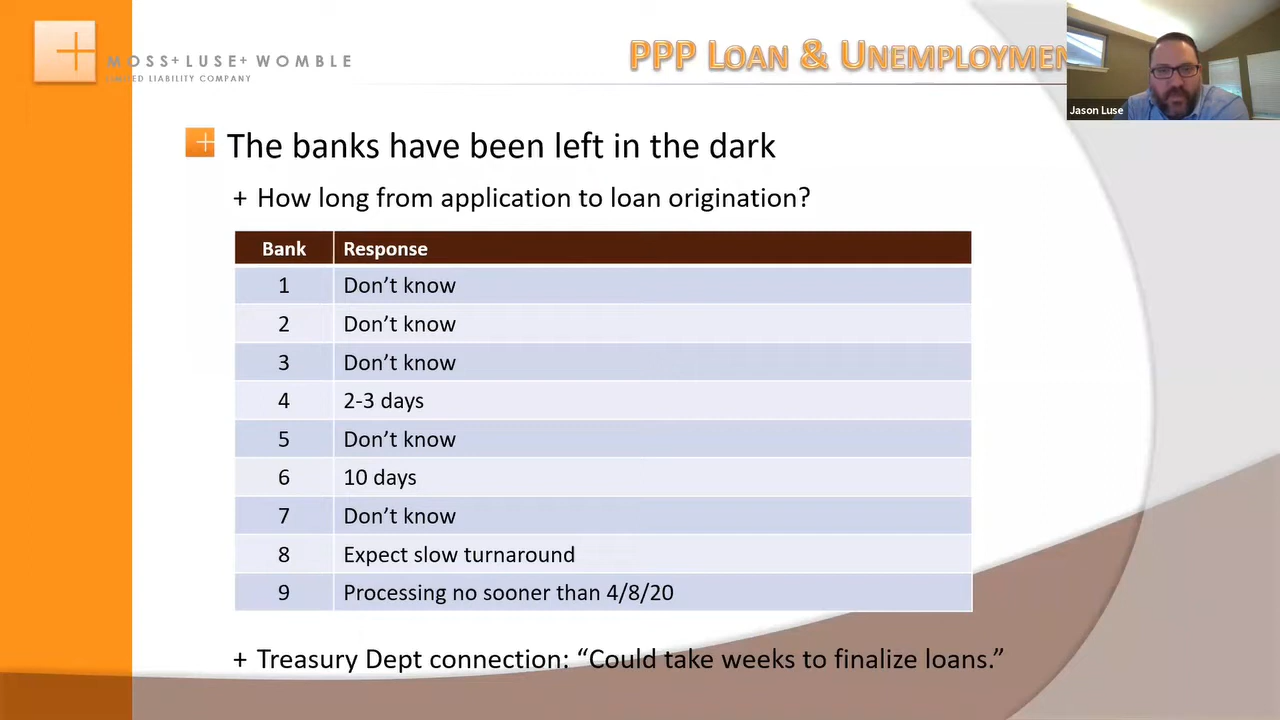 MOSS+LUSE+WOMBLE
LIMITED LIABILITY COMPANY
PPP LOAN & UNEMPLOYMEN
Jason Luse
The banks have been left in the dark
+ How long from application to loan origination?
Bank Response
1 Don’t know
2 Don’t know
3 Don’t know
4 2-3 days
5 Don’t know
6 10 days
7 Don’t know
8 Expect slow turnaround
9 Processing no sooner than 4/8/20
+ Treasury Dept connection: “Could take weeks to finalize loans.”